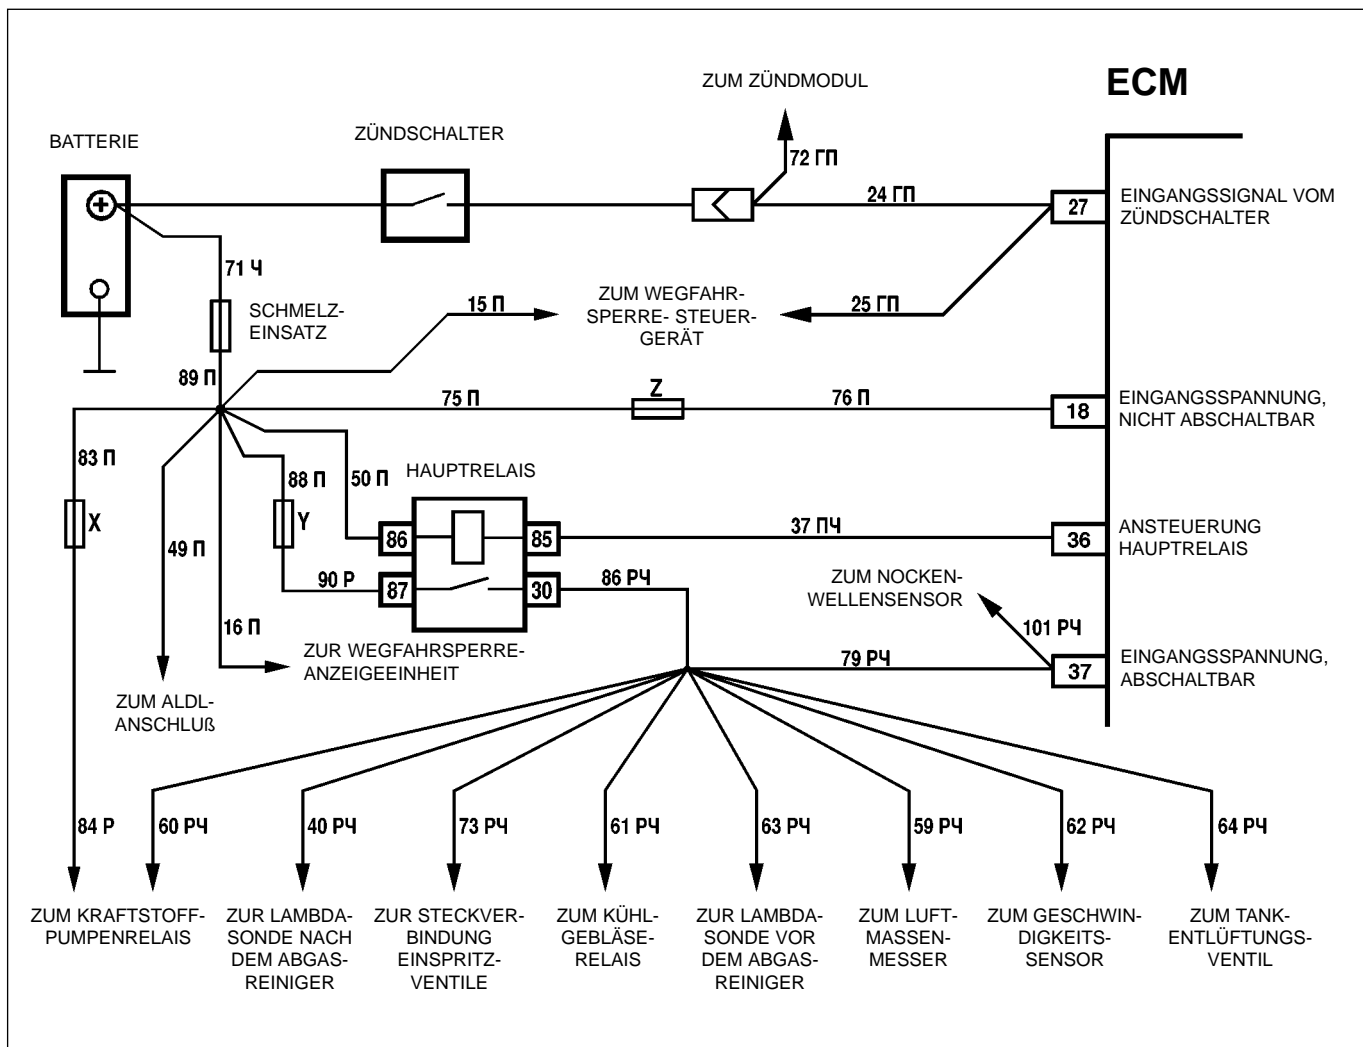 ECM
ZUM ZÜNDMODUL
ZÜNDSCHALTER
BATTERIE
72 ГП
24 ГП
27
EINGANGSSIGNAL VOM
ZÜNDSCHALTER
71 Ч
SCHMELZ-
EINSATZ
15 П
ZUM WEGFAHR-
SPERRE- STEUER-
GERÄT
25 ГП
89 П
75 П
Z
76 П
18
EINGANGSSPANNUNG,
NICHT ABSCHALTBAR
83 П
88 П
50 П
HAUPTRELAIS
X
Y
86
85
37 ПЧ
36
ANSTEUERUNG
HAUPTRELAIS
49 П
90 Р
87
30
86 РЧ
ZUM NOCKEN-
WELLENSENSOR
101 РЧ
16 П
ZUR WEGFAHRSPERRE-
ANZEIGEEINHEIT
79 РЧ
37
EINGANGSSPANNUNG,
ABSCHALTBAR
ZUM ALDL-
ANSCHLUß
84 Р
60 РЧ
40 РЧ
73 РЧ
61 РЧ
63 РЧ
59 РЧ
62 РЧ
64 РЧ
ZUM KRAFTSTOFF-
PUMPENRELAIS
ZUR LAMBDA-
SONDE NACH
DEM ABGAS-
REINIGER
ZUR STECKVER-
BINDUNG
EINSPRITZ-
VENTILE
ZUM KÜHL-
GEBLÄSE-
RELAIS
ZUR LAMBDA-
SONDE VOR
DEM ABGAS-
REINIGER
ZUM LUFT-
MASSEN-
MESSER
ZUM GESCHWIN-
DIGKEITS-
SENSOR
ZUM TANK-
ENTLÜFTUNGS-
VENTIL